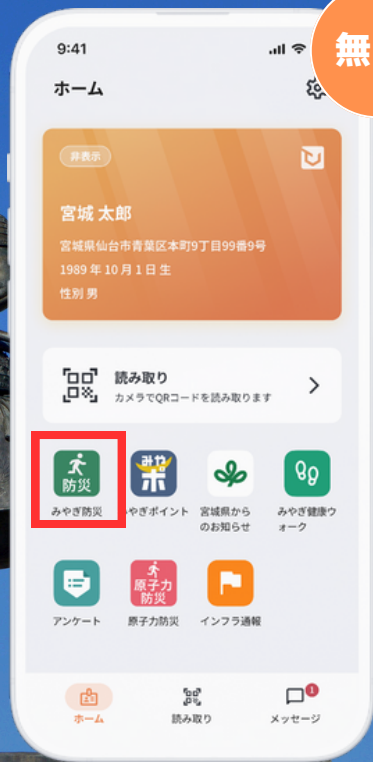 無
9:41
ホーム
非表示
宮城 太郎
宮城県仙台市青葉区本町9丁目99番9号
1989 年 10 月 1 日 生
性別 男
読み取り
カメラでQRコードを読み取ります
防災
みやぎ防災
みや
ポ
やぎポイント
宮城県から
のお知らせ
みやぎ健康ウ
ォーク
アンケート
原子力
防災
原子力防災
インフラ通報
ホーム
読み取り
1
メッセージ